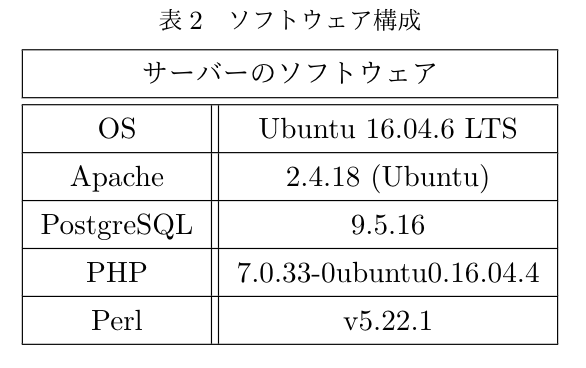 表 2　ソフトウェア構成
サーバーのソフトウェア
OS Ubuntu 16.04.6 LTS
Apache 2.4.18 (Ubuntu)
PostgreSQL 9.5.16
PHP 7.0.33-0ubuntu0.16.04.4
Perl v5.22.1